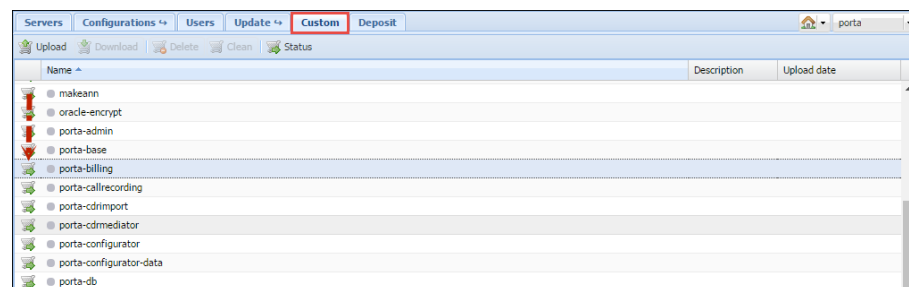 Servers Configurations ↪ Users Update ↪ Custom Deposit porta
Upload Download Delete Clean Status
Name Description Upload date
makeann
oracle-encrypt
porta-admin
porta-base
porta-billing
porta-callrecording
porta-cdrimport
porta-cdrmediator
porta-configurator
porta-configurator-data
porta-db